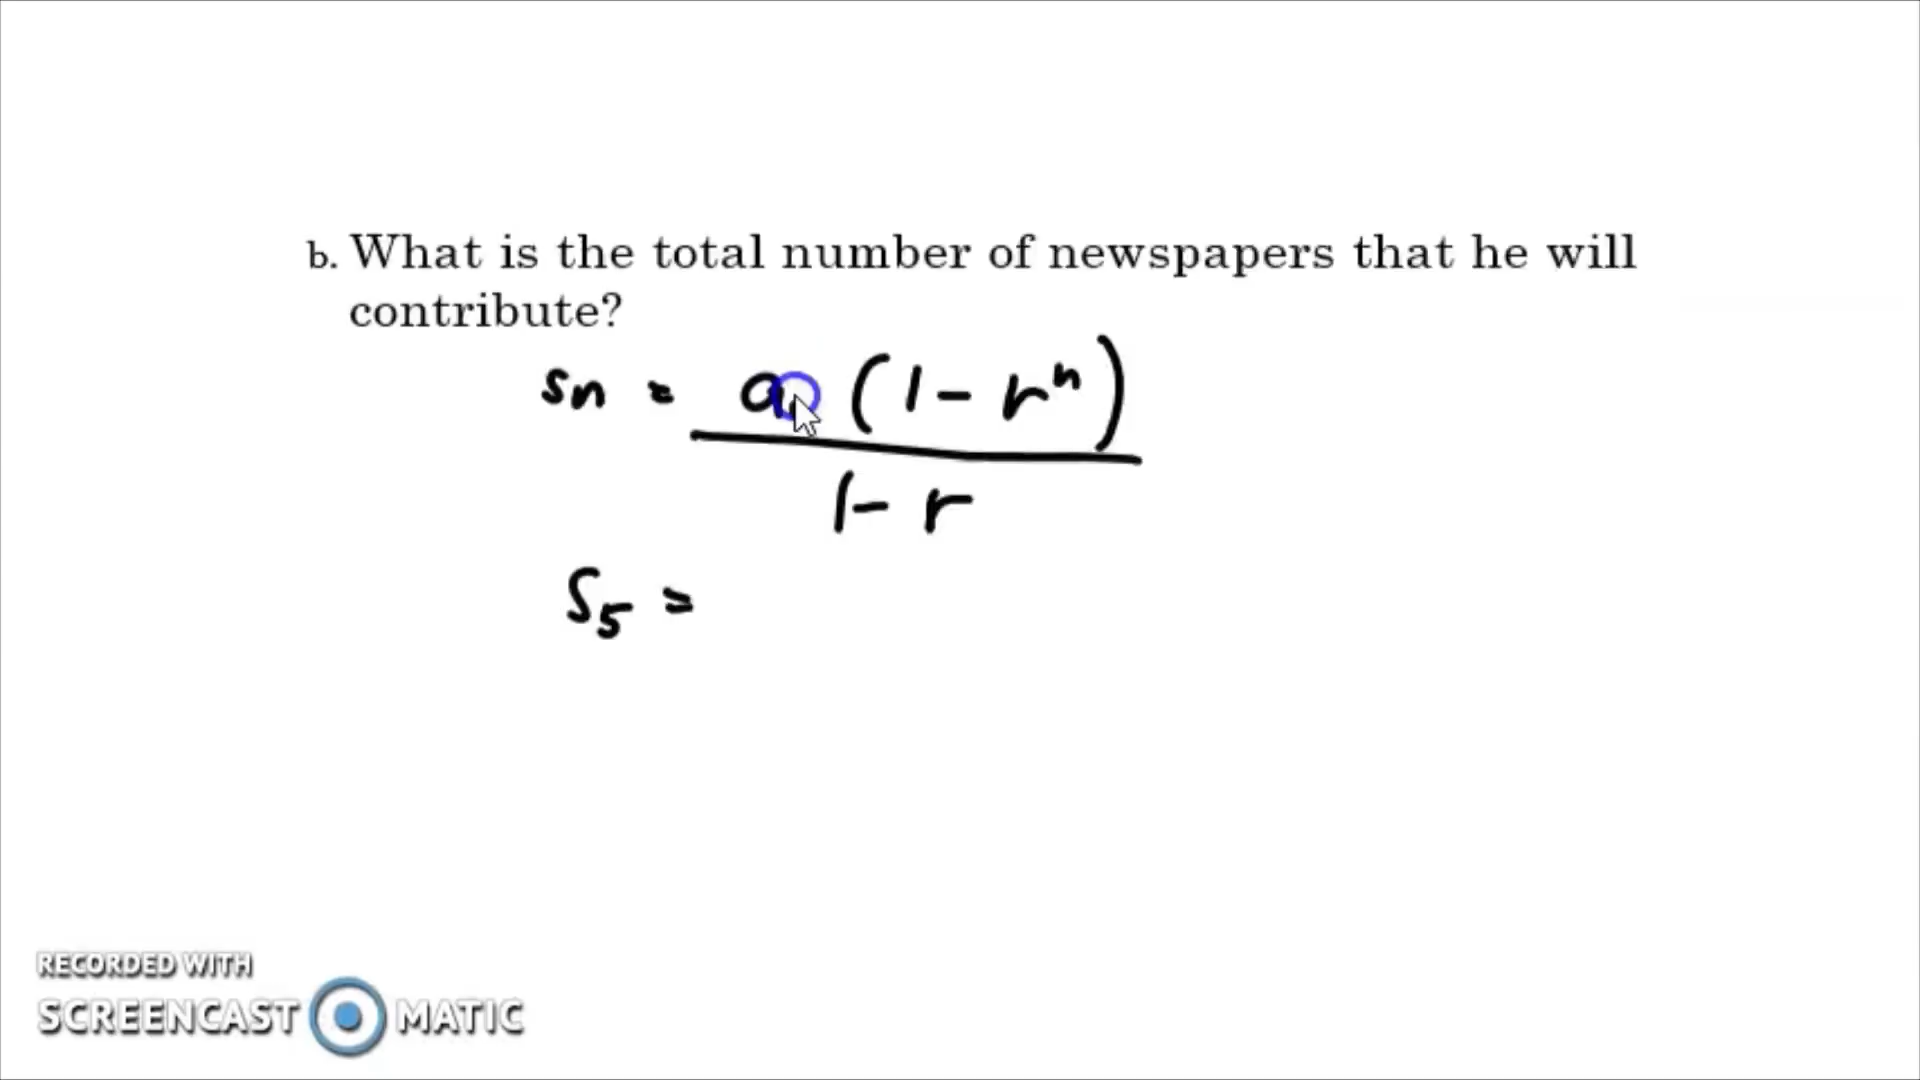 b. What is the total number of newspapers that he will
contribute?
sn = a₁ (1 - rⁿ)
1 - r
S₅ =
RECORDED WITH
SCREENCAST MATIC